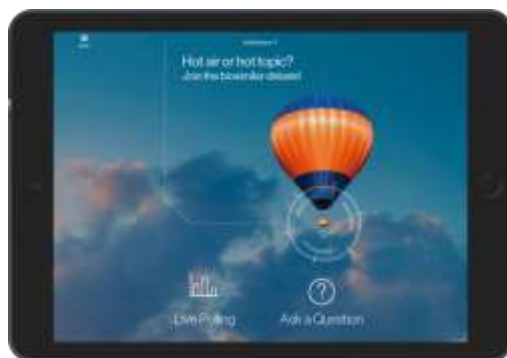 Hot air or hot topic?
Join the biosimilar debate!
Live Polling
Ask a Question